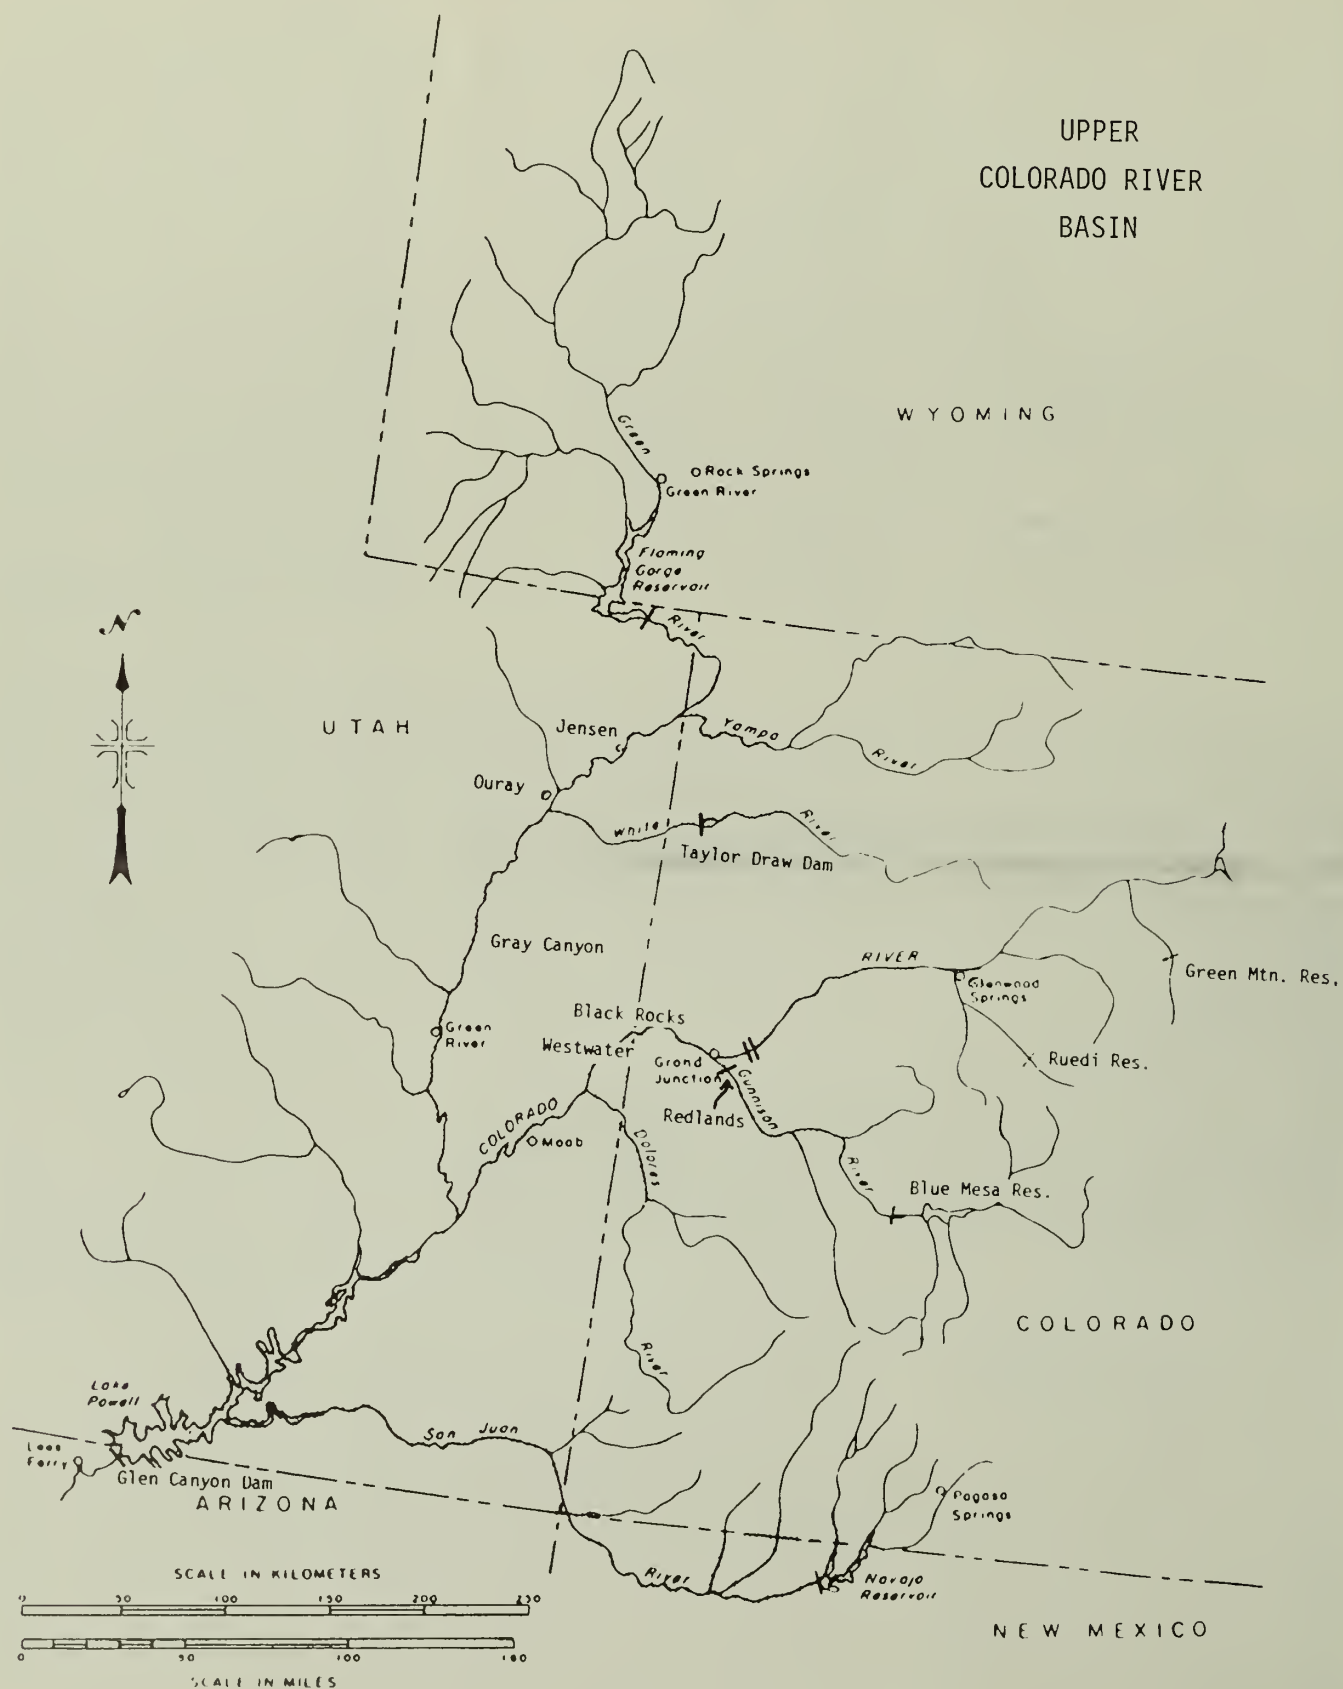 UPPER
COLORADO RIVER
BASIN
WYOMING
Green
Rock Springs
Green River
Flaming
Gorge
Reservoir
River
N
UTAH
Jensen
Yampa
River
Ouray
White
River
Taylor Draw Dam
Gray Canyon
RIVER
Glenwood
Springs
Green Mtn. Res.
Black Rocks
Green
River
Westwater
Grand
Junction
Gunnison
Ruedi Res.
Redlands
COLORADO
Moab
Dolores
River
Blue Mesa Res.
COLORADO
River
Lake
Powell
San Juan
Lees
Ferry
Glen Canyon Dam
ARIZONA
Pagosa
Springs
River
Navajo
Reservoir
NEW MEXICO
SCALE IN KILOMETERS
0 50 100 150 200 250
0 50 100 160
SCALE IN MILES